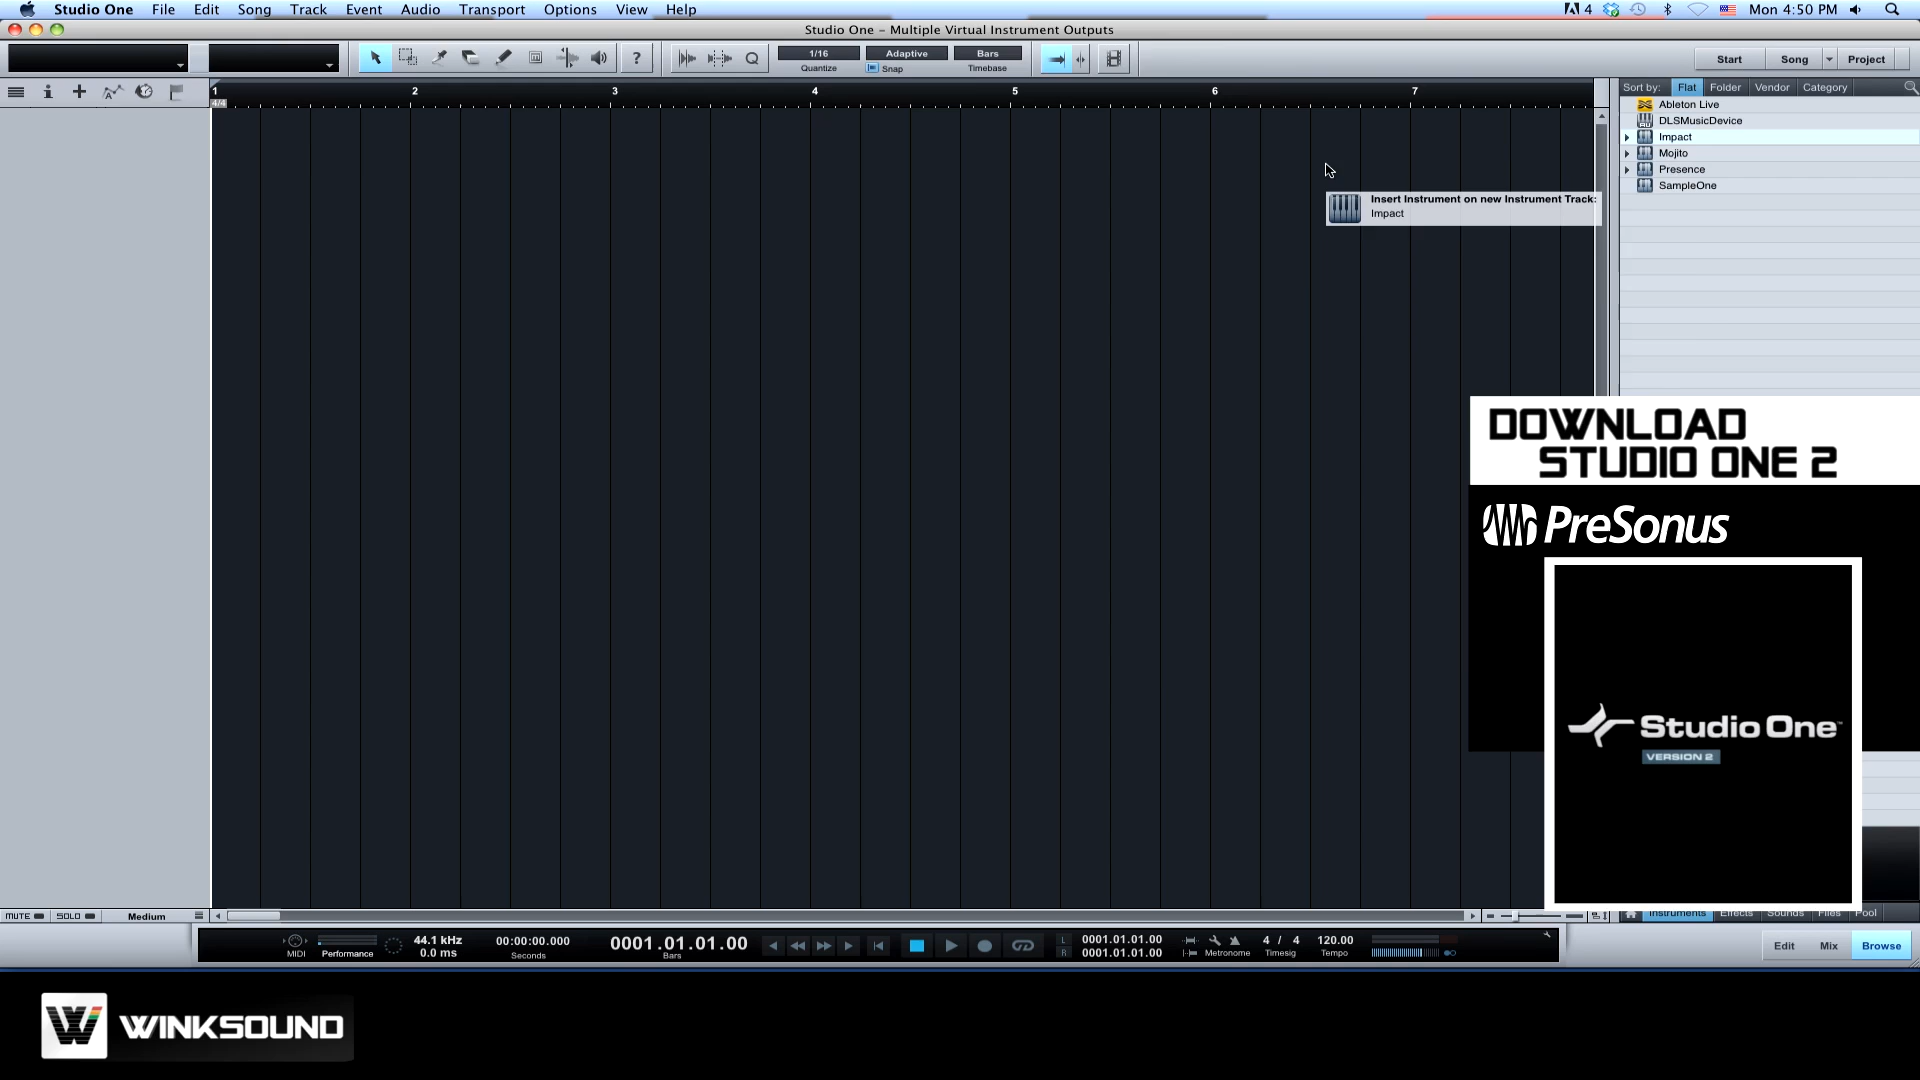 Studio One File Edit Song Track Event Audio Transport Options View Help
4 Mon 4:50 PM
Studio One – Multiple Virtual Instrument Outputs
1/16 Adaptive Bars
Quantize Snap Timebase
? Q
Start Song Project
1 2 3 4 5 6 7
4/4
Sort by: Flat Folder Vendor Category
Ableton Live
DLSMusicDevice
Impact
Mojito
Presence
SampleOne
Insert Instrument on new Instrument Track:
Impact
DOWNLOAD
STUDIO ONE 2
PreSonus
Studio One™
VERSION 2
MUTE SOLO Medium
Instruments Effects Sounds Files Pool
MIDI Performance
44.1 kHz
0.0 ms
00:00:00.000
Seconds
0001.01.01.00
Bars
L 0001.01.01.00
R 0001.01.01.00
Metronome
4 / 4
Timesig
120.00
Tempo
Edit Mix Browse
W WINKSOUND